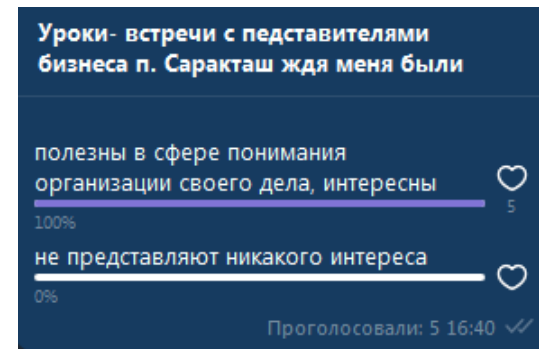 Уроки- встречи с педставителями
бизнеса п. Саракташ ждя меня были
полезны в сфере понимания
организации своего дела, интересны
5
100%
не представляют никакого интереса
0%
Проголосовали: 5 16:40